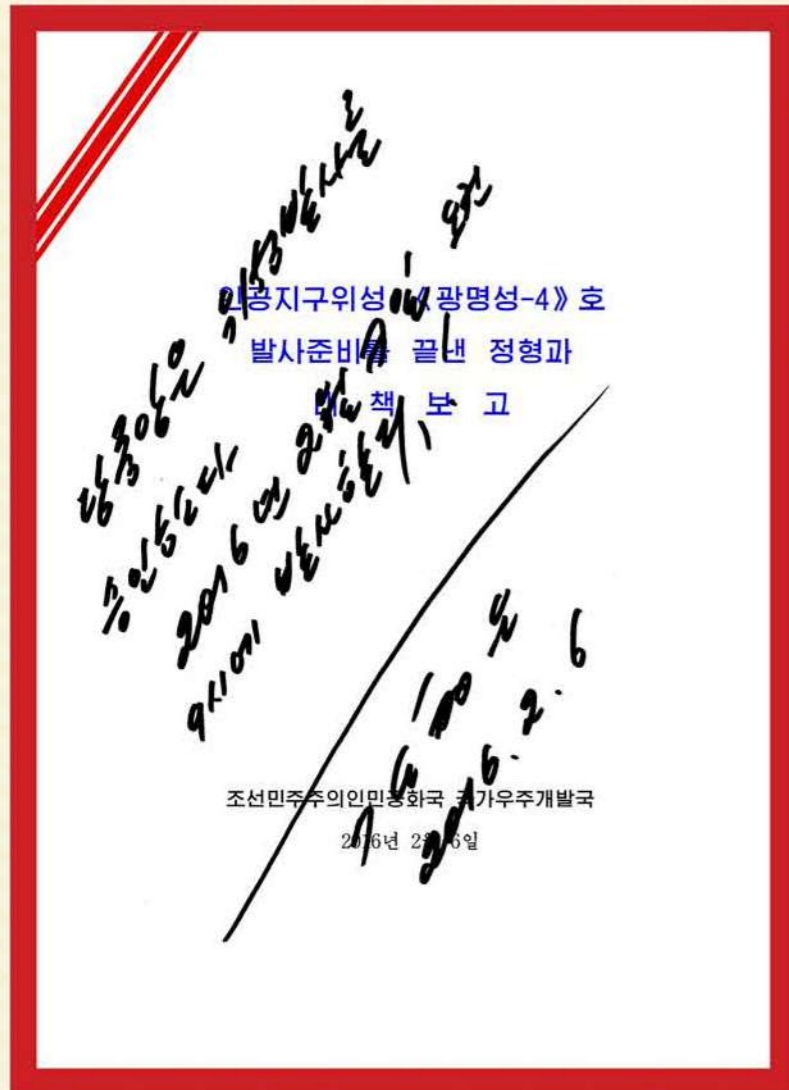 당중앙은 위성발사를
승인한다
2016년 2월 7일 오전
9시에 발사할것!
인공지구위성 《광명성-4》호
발사준비를 끝낸 정형과
대 책 보 고
김정은
2016. 2. 6
조선민주주의인민공화국 국가우주개발국
2016년 2월 6일